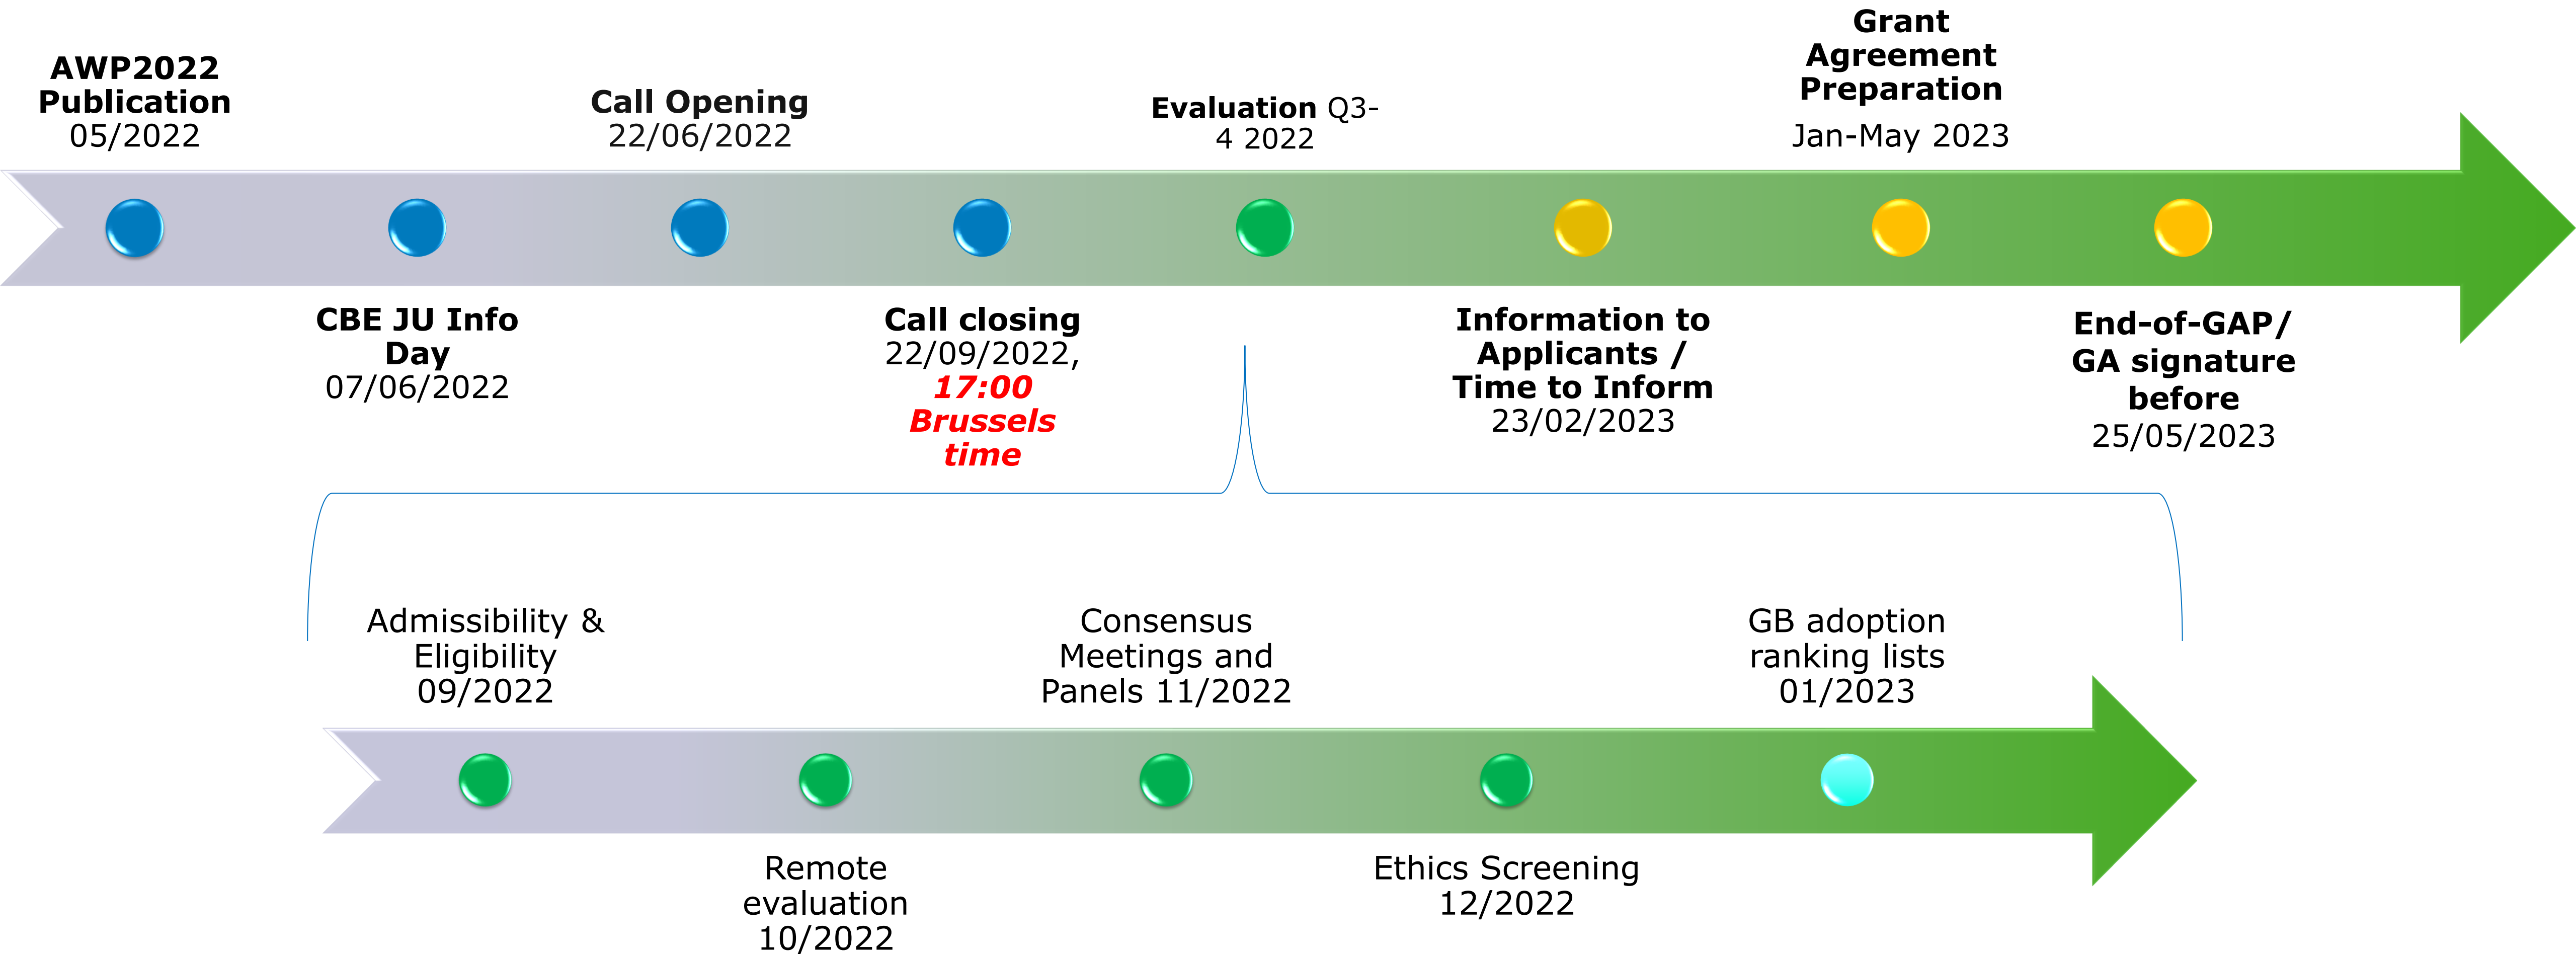 AWP2022
Publication
05/2022
CBE JU Info
Day
07/06/2022
Call Opening
22/06/2022
Call closing
22/09/2022,
17:00
Brussels
time
Evaluation Q3-
4 2022
Information to
Applicants /
Time to Inform
23/02/2023
Grant
Agreement
Preparation
Jan-May 2023
End-of-GAP/
GA signature
before
25/05/2023
Admissibility &
Eligibility
09/2022
Remote
evaluation
10/2022
Consensus
Meetings and
Panels 11/2022
Ethics Screening
12/2022
GB adoption
ranking lists
01/2023